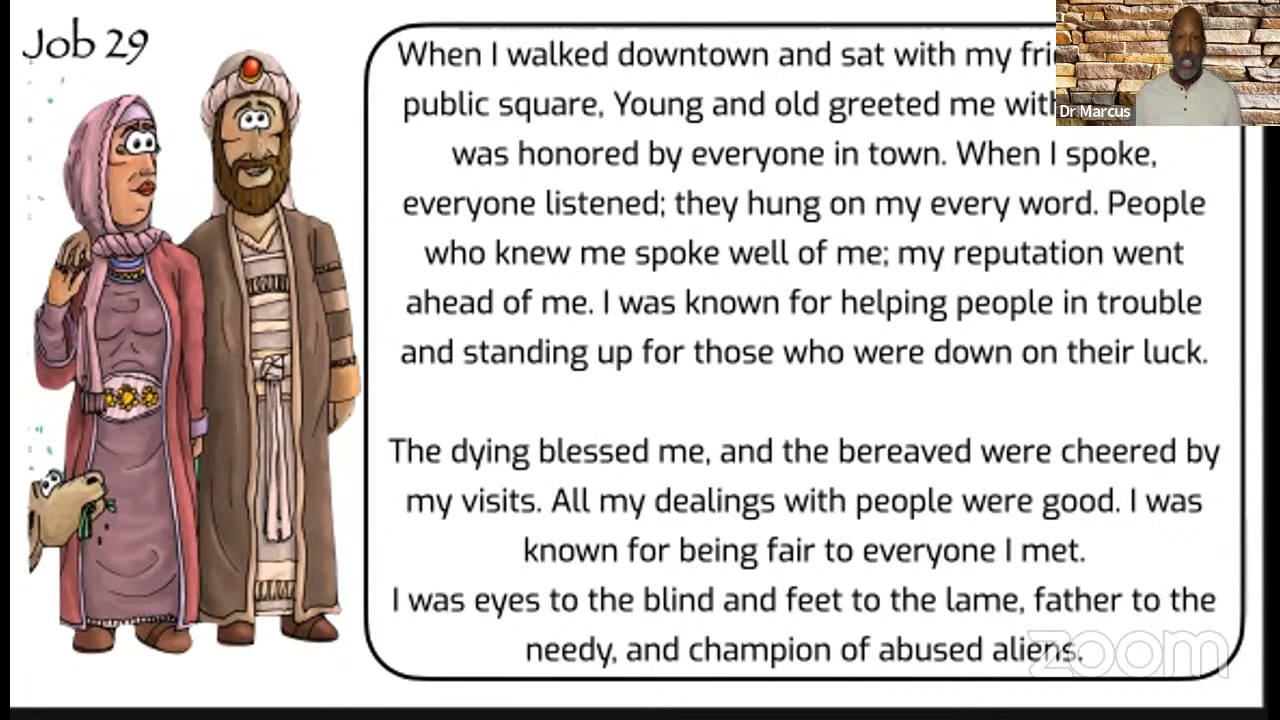 Job 29
When I walked downtown and sat with my
public square, Young and old greeted me
Dr Marcus
was honored by everyone in town. When I spoke,
everyone listened; they hung on my every word. People
who knew me spoke well of me; my reputation went
ahead of me. I was known for helping people in trouble
and standing up for those who were down on their luck.
The dying blessed me, and the bereaved were cheered by
my visits. All my dealings with people were good. I was
known for being fair to everyone I met.
I was eyes to the blind and feet to the lame, father to the
needy, and champion of abused aliens.
zoom